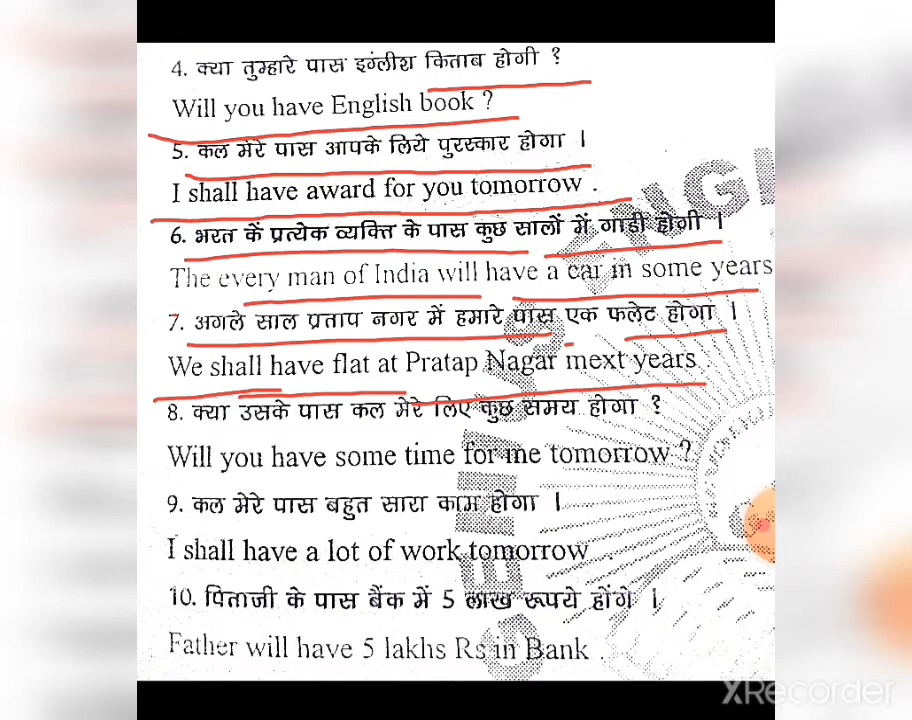 4. क्या तुम्हारे पास इंग्लीश किताब होगी ?
Will you have English book ?
5. कल मेरे पास आपके लिये पुरस्कार होगा ।
I shall have award for you tomorrow .
6. भरत कें प्रत्येक व्यक्ति के पास कुछ सालों में गाडी होगी ।
The every man of India will have a car in some years
7. अगले साल प्रताप नगर में हमारे पास एक फलेट होगा ।
We shall have flat at Pratap Nagar mext years
8. क्या उसके पास कल मेरे लिए कुछ समय होगा ?
Will you have some time for me tomorrow ?
9. कल मेरे पास बहुत सारा काम होगा ।
I shall have a lot of work tomorrow .
10. पिताजी के पास बैंक में 5 लाख रूपये होंगे ।
Father will have 5 lakhs Rs in Bank .
XRecorder